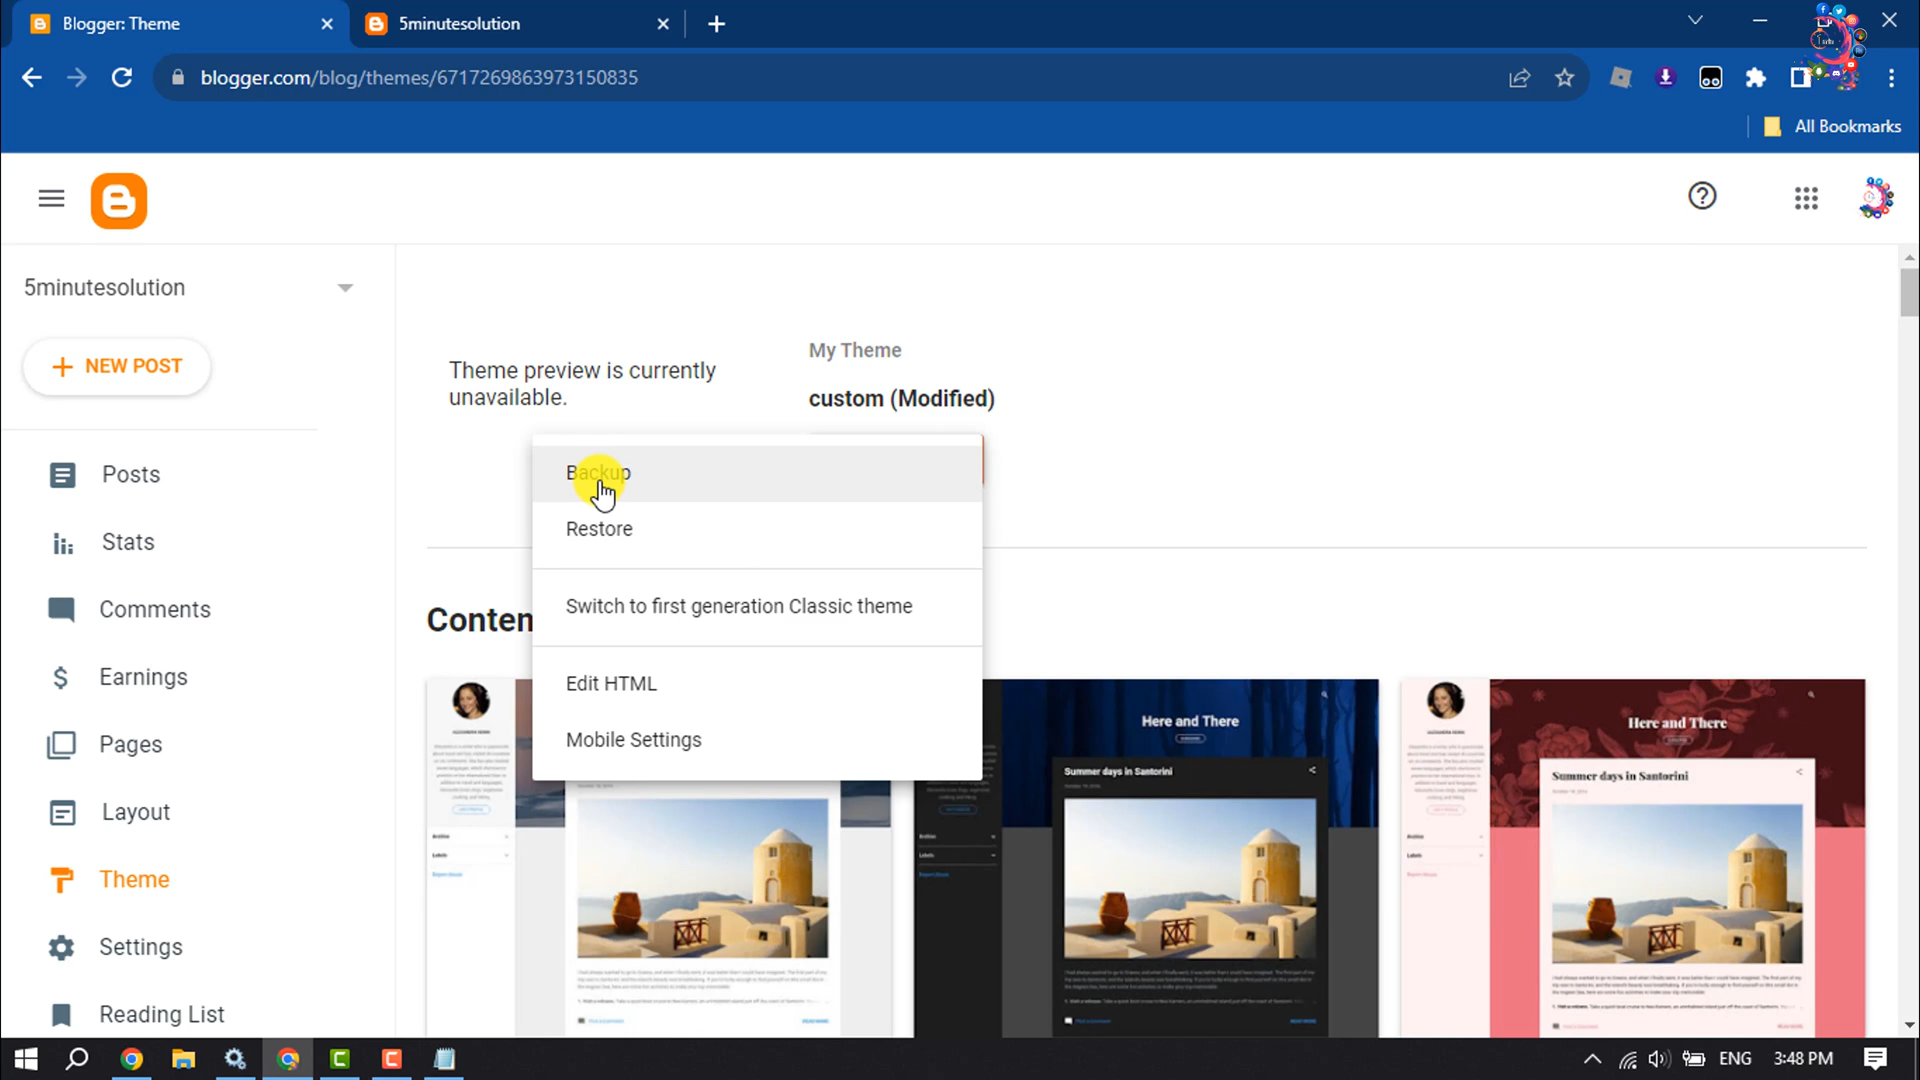 Blogger: Theme
5minutesolution
blogger.com/blog/themes/6717269863973150835
All Bookmarks
5minutesolution
NEW POST
Posts
Stats
Comments
Earnings
Pages
Layout
Theme
Settings
Reading List
Theme preview is currently
unavailable.
My Theme
custom (Modified)
Backup
Restore
Switch to first generation Classic theme
Edit HTML
Mobile Settings
Conten
Here and There
Summer days in Santorini
Here and There
Summer days in Santorini
ENG
3:48 PM